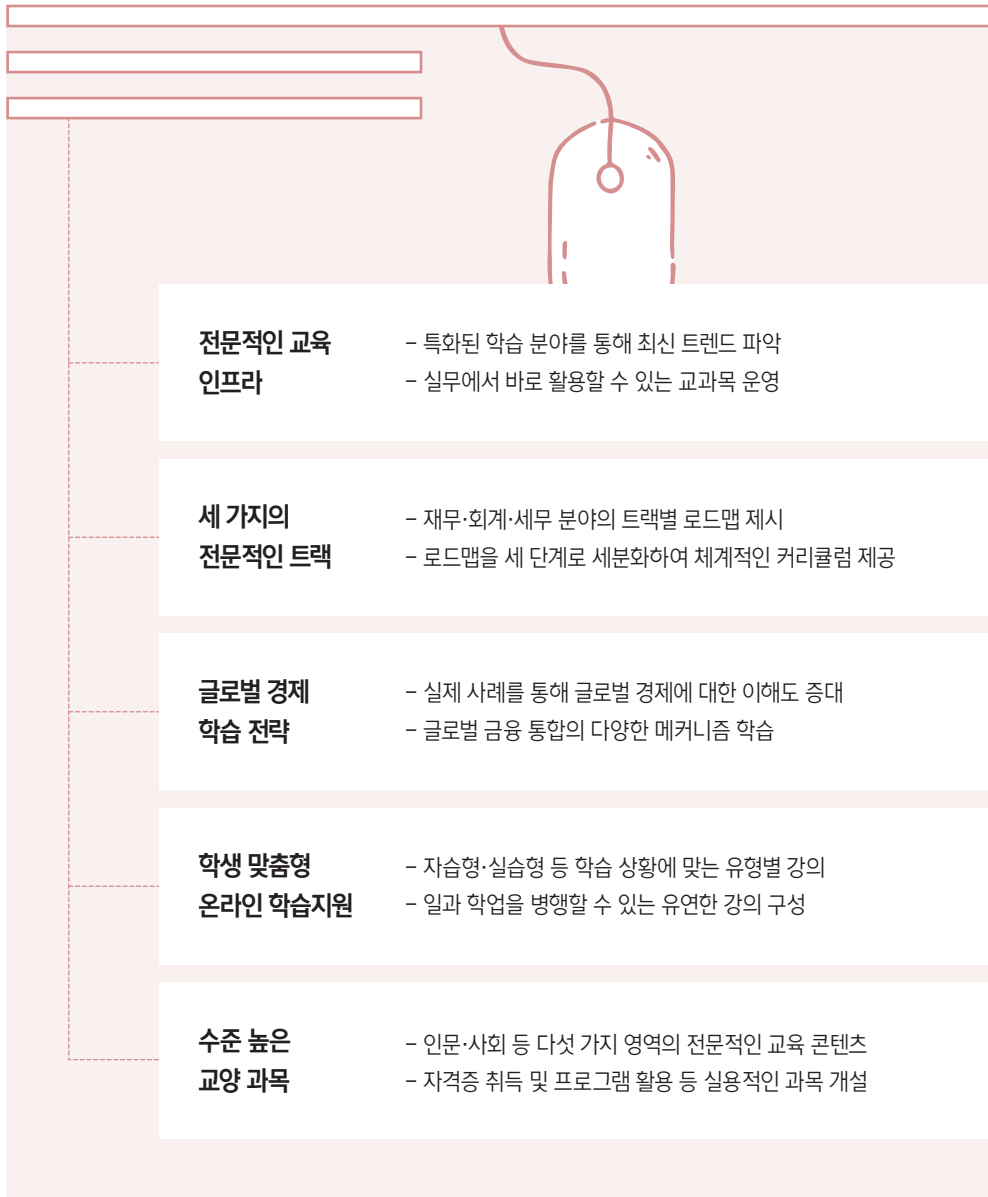 전문적인 교육
인프라
– 특화된 학습 분야를 통해 최신 트렌드 파악
– 실무에서 바로 활용할 수 있는 교과목 운영
세 가지의
전문적인 트랙
– 재무·회계·세무 분야의 트랙별 로드맵 제시
– 로드맵을 세 단계로 세분화하여 체계적인 커리큘럼 제공
글로벌 경제
학습 전략
– 실제 사례를 통해 글로벌 경제에 대한 이해도 증대
– 글로벌 금융 통합의 다양한 메커니즘 학습
학생 맞춤형
온라인 학습지원
– 자습형·실습형 등 학습 상황에 맞는 유형별 강의
– 일과 학업을 병행할 수 있는 유연한 강의 구성
수준 높은
교양 과목
– 인문·사회 등 다섯 가지 영역의 전문적인 교육 콘텐츠
– 자격증 취득 및 프로그램 활용 등 실용적인 과목 개설